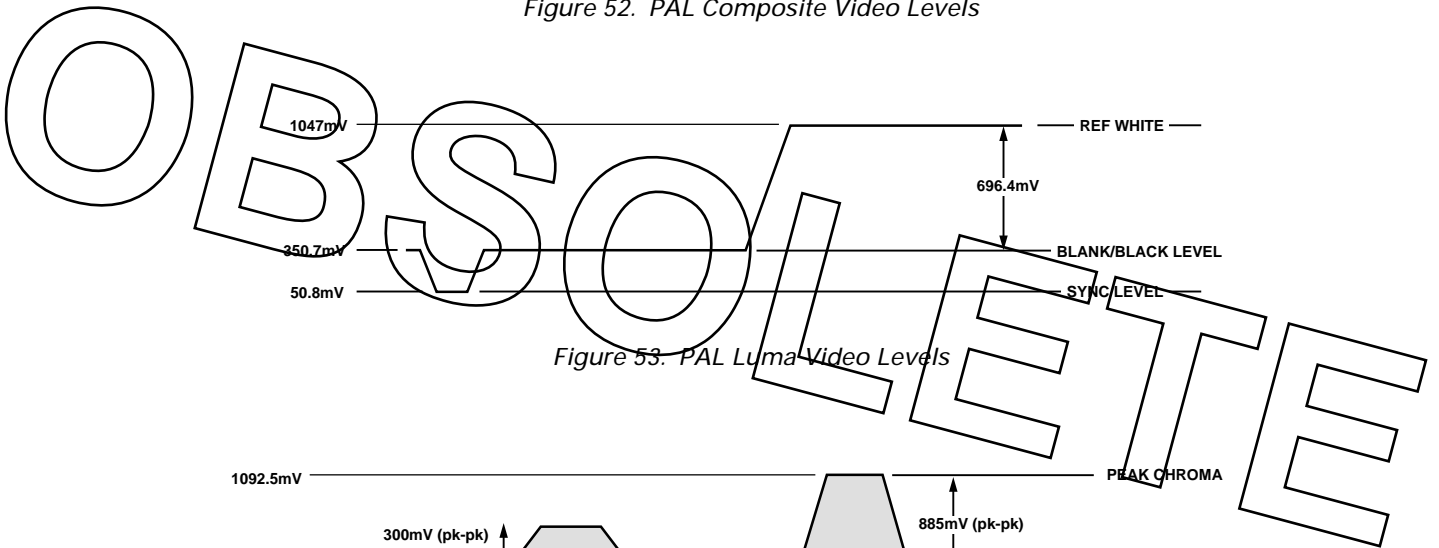 Figure 52. PAL Composite Video Levels
OBSOLETE
1047mV
REF WHITE
696.4mV
350.7mV
BLANK/BLACK LEVEL
50.8mV
SYNC LEVEL
Figure 53. PAL Luma Video Levels
1092.5mV
PEAK CHROMA
300mV (pk-pk)
885mV (pk-pk)